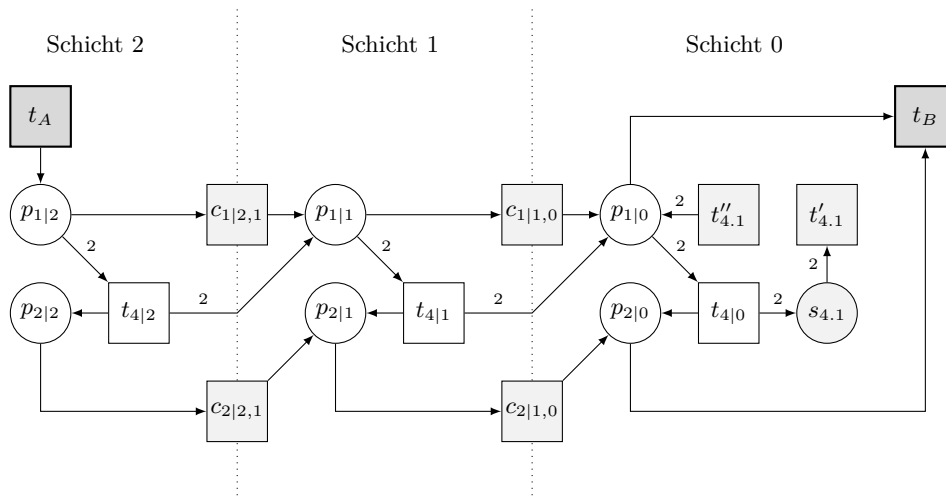 Schicht 2 Schicht 1 Schicht 0
t_A t_B
p_{1|2} c_{1|2,1} p_{1|1} c_{1|1,0} p_{1|0} 2 t''_{4.1} t'_{4.1}
2 2 2 2
p_{2|2} t_{4|2} 2 p_{2|1} t_{4|1} 2 p_{2|0} t_{4|0} 2 s_{4.1}
c_{2|2,1} c_{2|1,0}